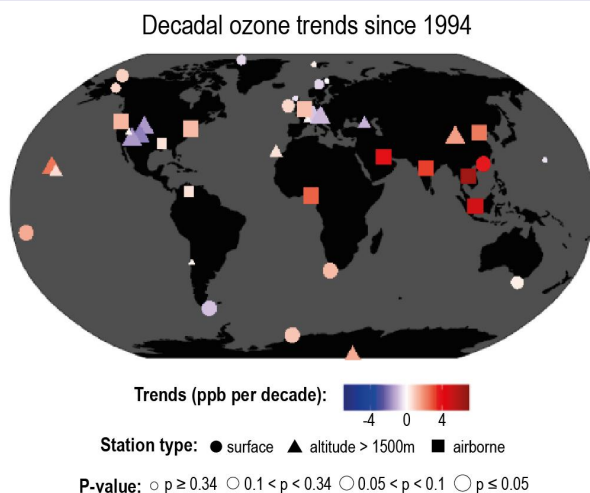 Decadal ozone trends since 1994
Trends (ppb per decade):
-4 0 4
Station type: surface altitude > 1500m airborne
P-value: p ≥ 0.34 0.1 < p < 0.34 0.05 < p < 0.1 p ≤ 0.05